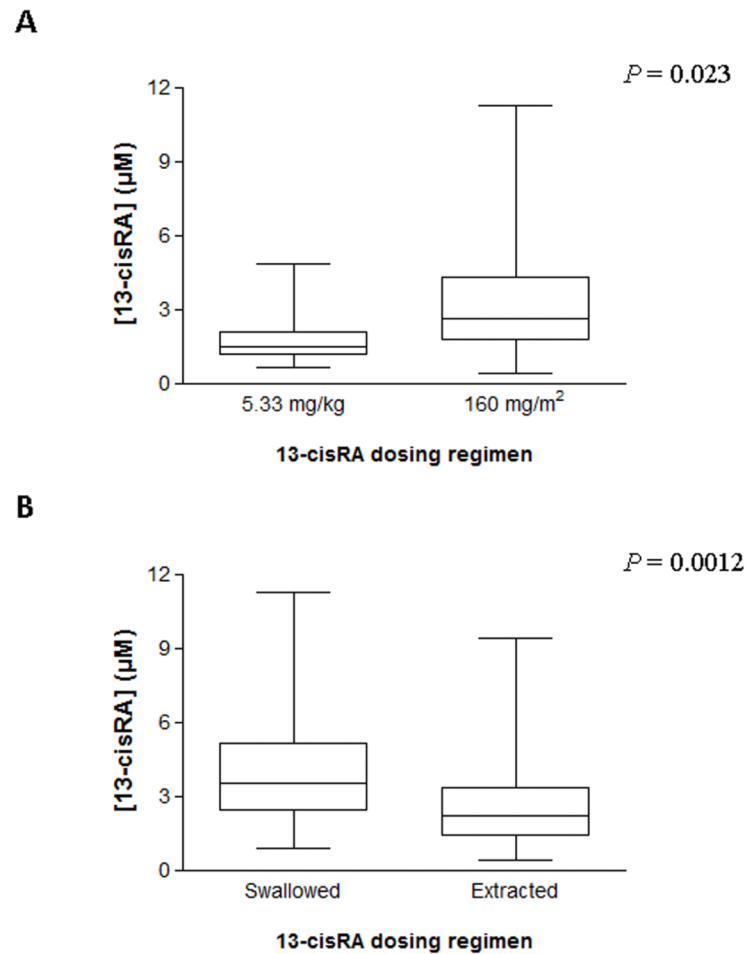 A
P = 0.023
12
9
6
3
0
[13-cisRA] (µM)
5.33 mg/kg 160 mg/m²
13-cisRA dosing regimen
B
P = 0.0012
12
9
6
3
0
[13-cisRA] (µM)
Swallowed Extracted
13-cisRA dosing regimen